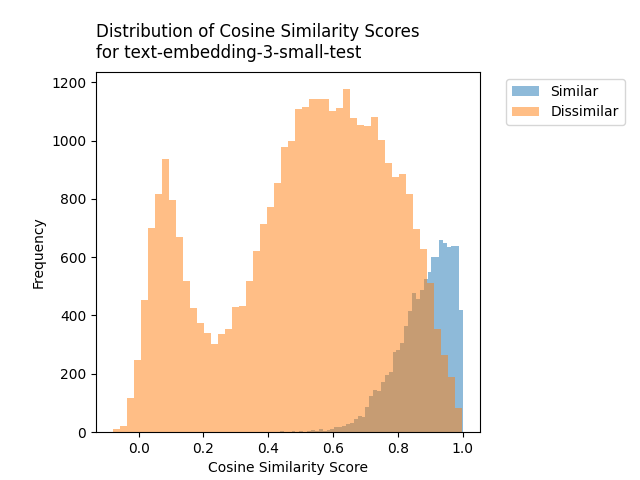 Distribution of Cosine Similarity Scores
for text-embedding-3-small-test
Similar
Dissimilar
1200
1000
800
600
400
200
0
Frequency
0.0 0.2 0.4 0.6 0.8 1.0
Cosine Similarity Score